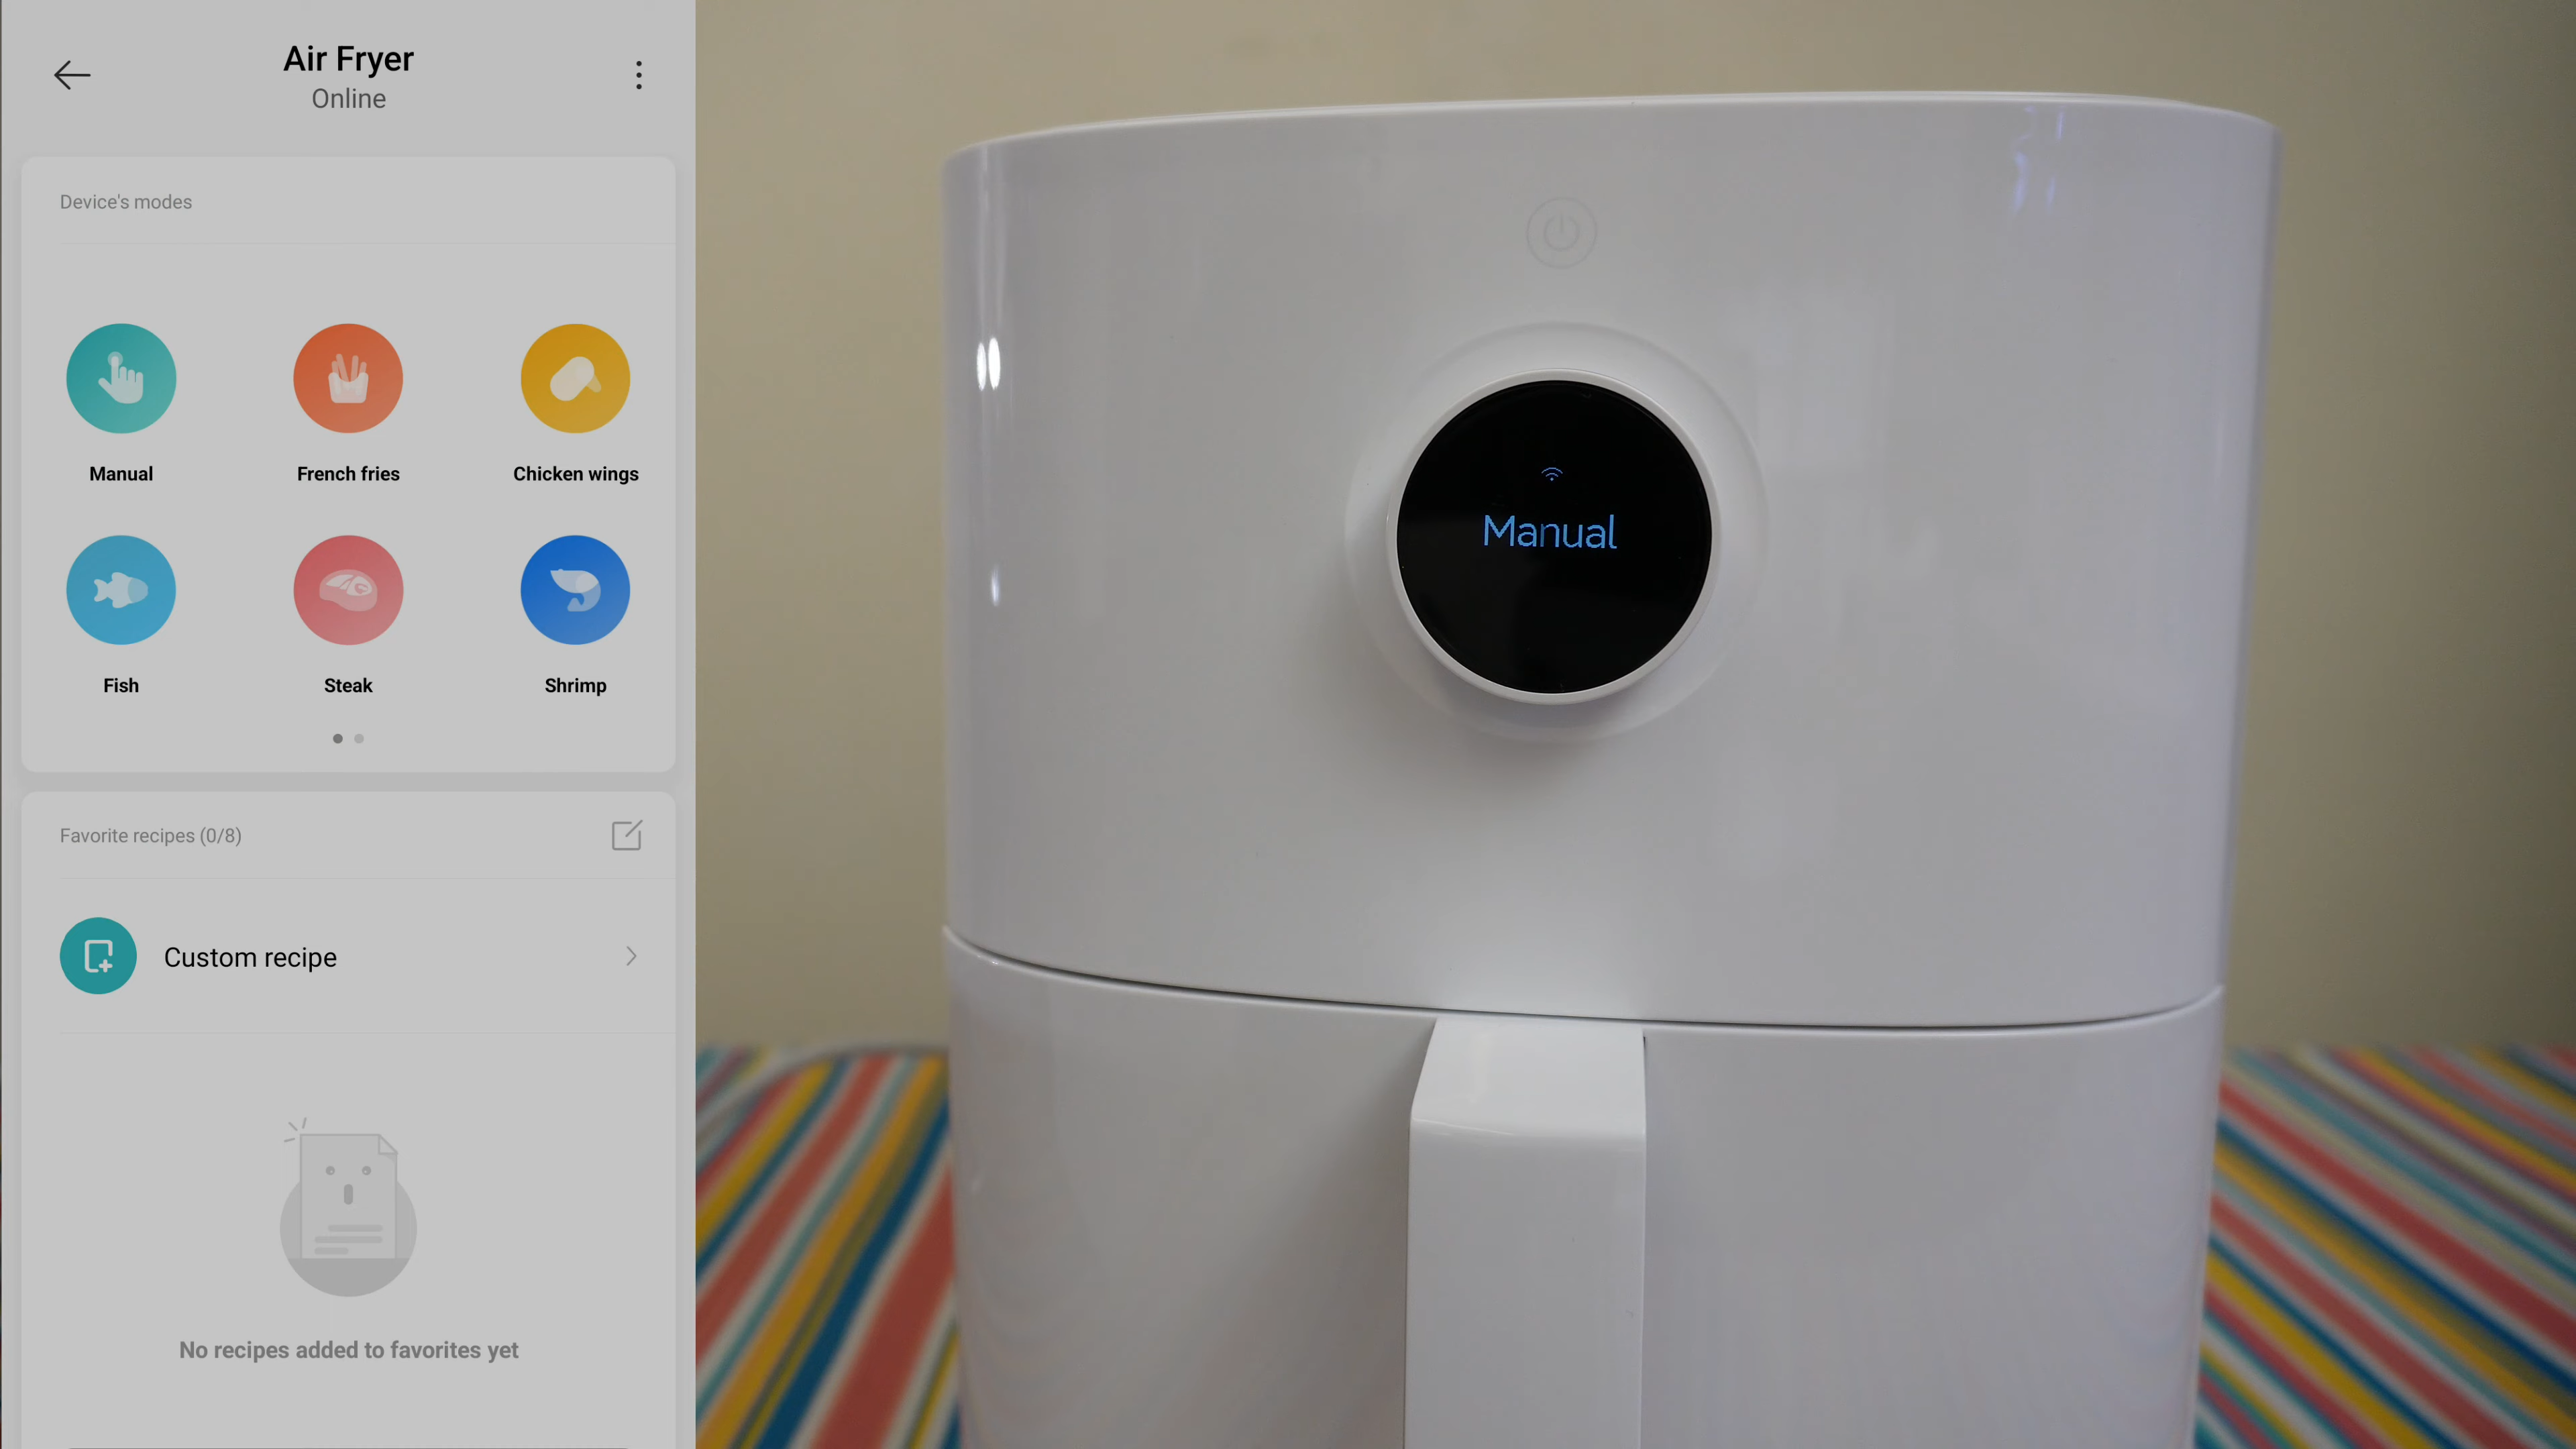 Air Fryer
Online
Device's modes
Manual
French fries
Chicken wings
Fish
Steak
Shrimp
Favorite recipes (0/8)
Custom recipe
No recipes added to favorites yet
Manual